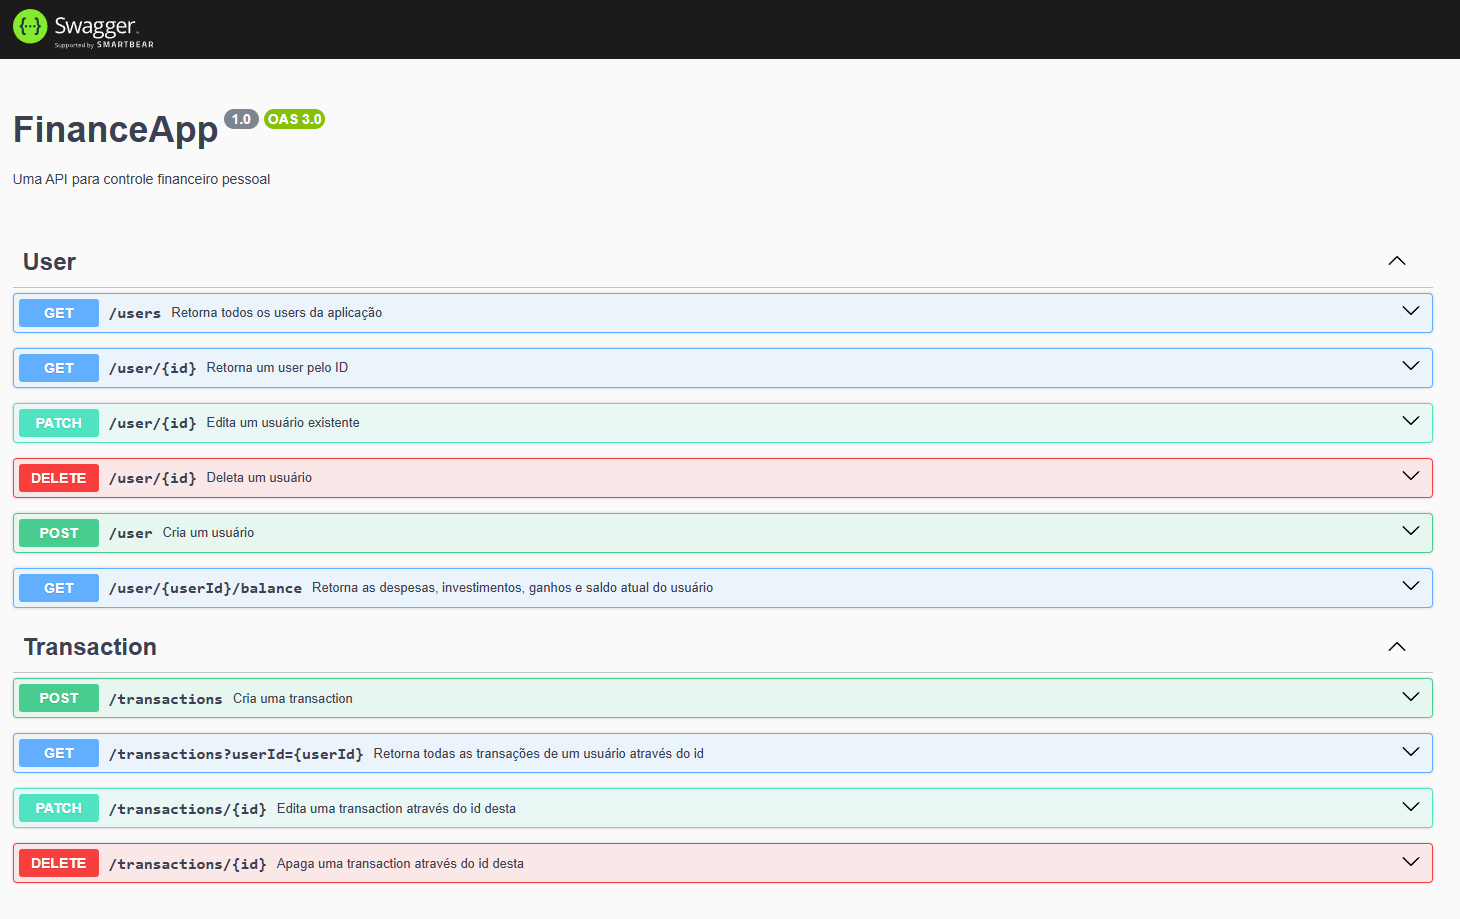 {···} Swagger
Supported by SMARTBEAR
FinanceApp 1.0 OAS 3.0
Uma API para controle financeiro pessoal
User
GET /users Retorna todos os users da aplicação
GET /user/{id} Retorna um user pelo ID
PATCH /user/{id} Edita um usuário existente
DELETE /user/{id} Deleta um usuário
POST /user Cria um usuário
GET /user/{userId}/balance Retorna as despesas, investimentos, ganhos e saldo atual do usuário
Transaction
POST /transactions Cria uma transaction
GET /transactions?userId={userId} Retorna todas as transações de um usuário através do id
PATCH /transactions/{id} Edita uma transaction através do id desta
DELETE /transactions/{id} Apaga uma transaction através do id desta